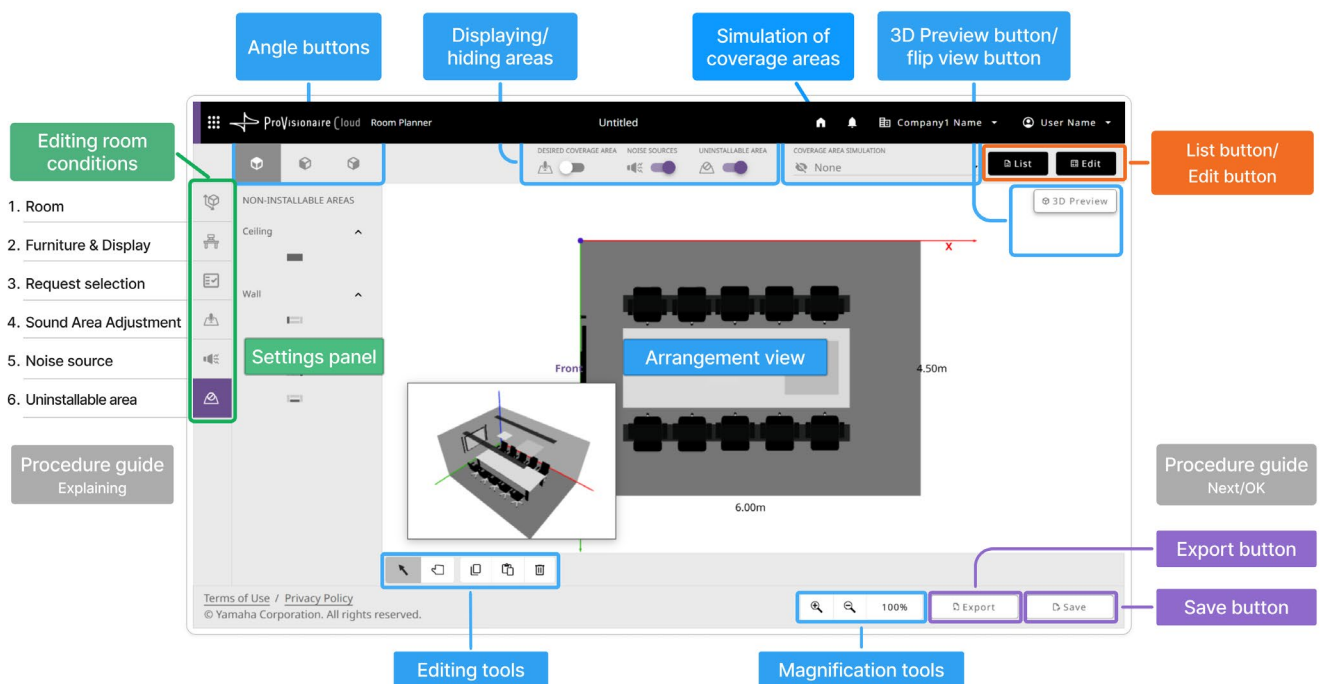 Angle buttons
Displaying/
hiding areas
Simulation of
coverage areas
3D Preview button/
flip view button
ProVisionaire Cloud Room Planner
Untitled
Company1 Name
User Name
Editing room
conditions
DESIRED COVERAGE AREA
NOISE SOURCES
UNINSTALLABLE AREA
COVERAGE AREA SIMULATION
None
List
Edit
List button/
Edit button
3D Preview
1. Room
2. Furniture & Display
3. Request selection
4. Sound Area Adjustment
5. Noise source
6. Uninstallable area
NON-INSTALLABLE AREAS
Ceiling
Wall
Settings panel
X
Front
Arrangement view
4.50m
6.00m
Procedure guide
Explaining
Procedure guide
Next/OK
Export button
Save button
Terms of Use / Privacy Policy
© Yamaha Corporation. All rights reserved.
100%
Export
Save
Editing tools
Magnification tools